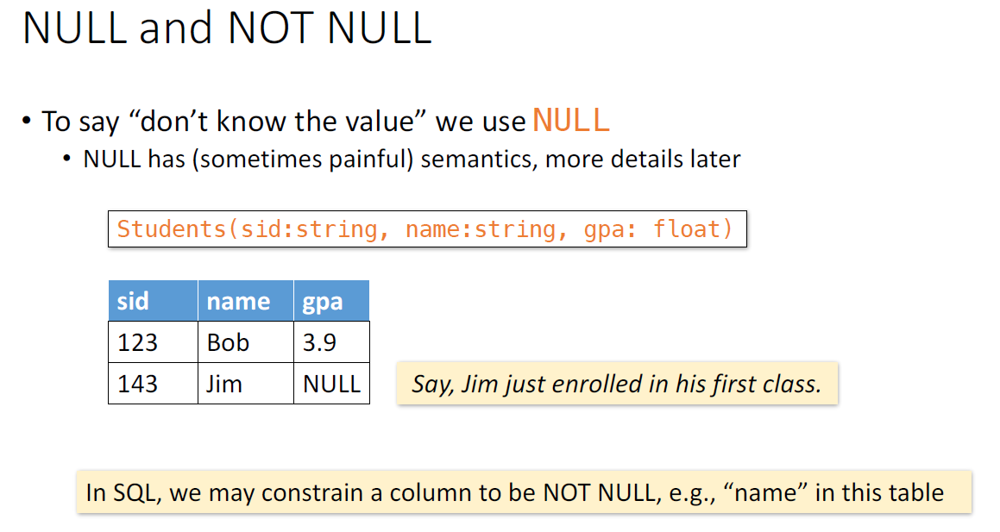 NULL and NOT NULL
• To say “don’t know the value” we use NULL
• NULL has (sometimes painful) semantics, more details later
Students(sid:string, name:string, gpa: float)
sid name gpa
123 Bob 3.9
143 Jim NULL
Say, Jim just enrolled in his first class.
In SQL, we may constrain a column to be NOT NULL, e.g., “name” in this table